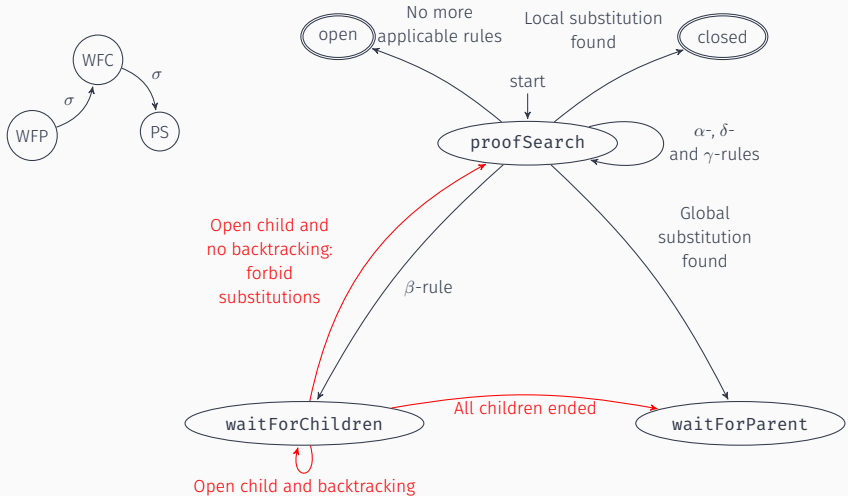 WFC
σ
σ
WFP
PS
open
No more
applicable rules
Local substitution
found
closed
start
proofSearch
α-, δ-
and γ-rules
Open child and
no backtracking:
forbid
substitutions
Global
substitution
found
β-rule
waitForChildren
All children ended
waitForParent
Open child and backtracking